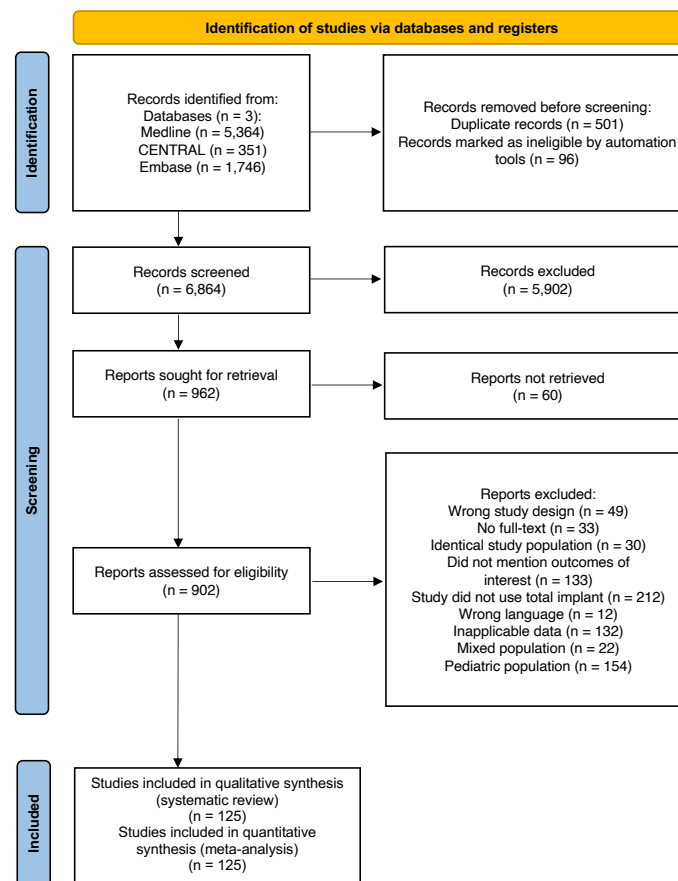 Identification of studies via databases and registers
Identification
Records identified from:
Databases (n = 3):
Medline = 5,364
CENTRAL = 351
Embase = 1,746
Records removed before screening:
Duplicate records = 501)
Records marked as ineligible by automation
tools = 96)
Screening
Records screened
(n = 6,864)
Records excluded
(n = 5,902)
Reports sought for retrieval
(n = 962)
Reports not retrieved
(n = 60)
Reports assessed for eligibility
(n = 902)
Reports excluded:
Wrong study design (n = 49)
No full-text (n = 33)
Identical study population (n = 30)
Did not mention outcomes of
interest (n = 133)
Study did not use total implant (n = 212)
Wrong language (n = 12)
Inapplicable data (n = 132)
Mixed population (n = 22)
Pediatric population (n = 154)
Included
Studies included in qualitative synthesis
(systematic review)
(n = 125)
Studies included in quantitative
synthesis (meta-analysis)
(n = 125)